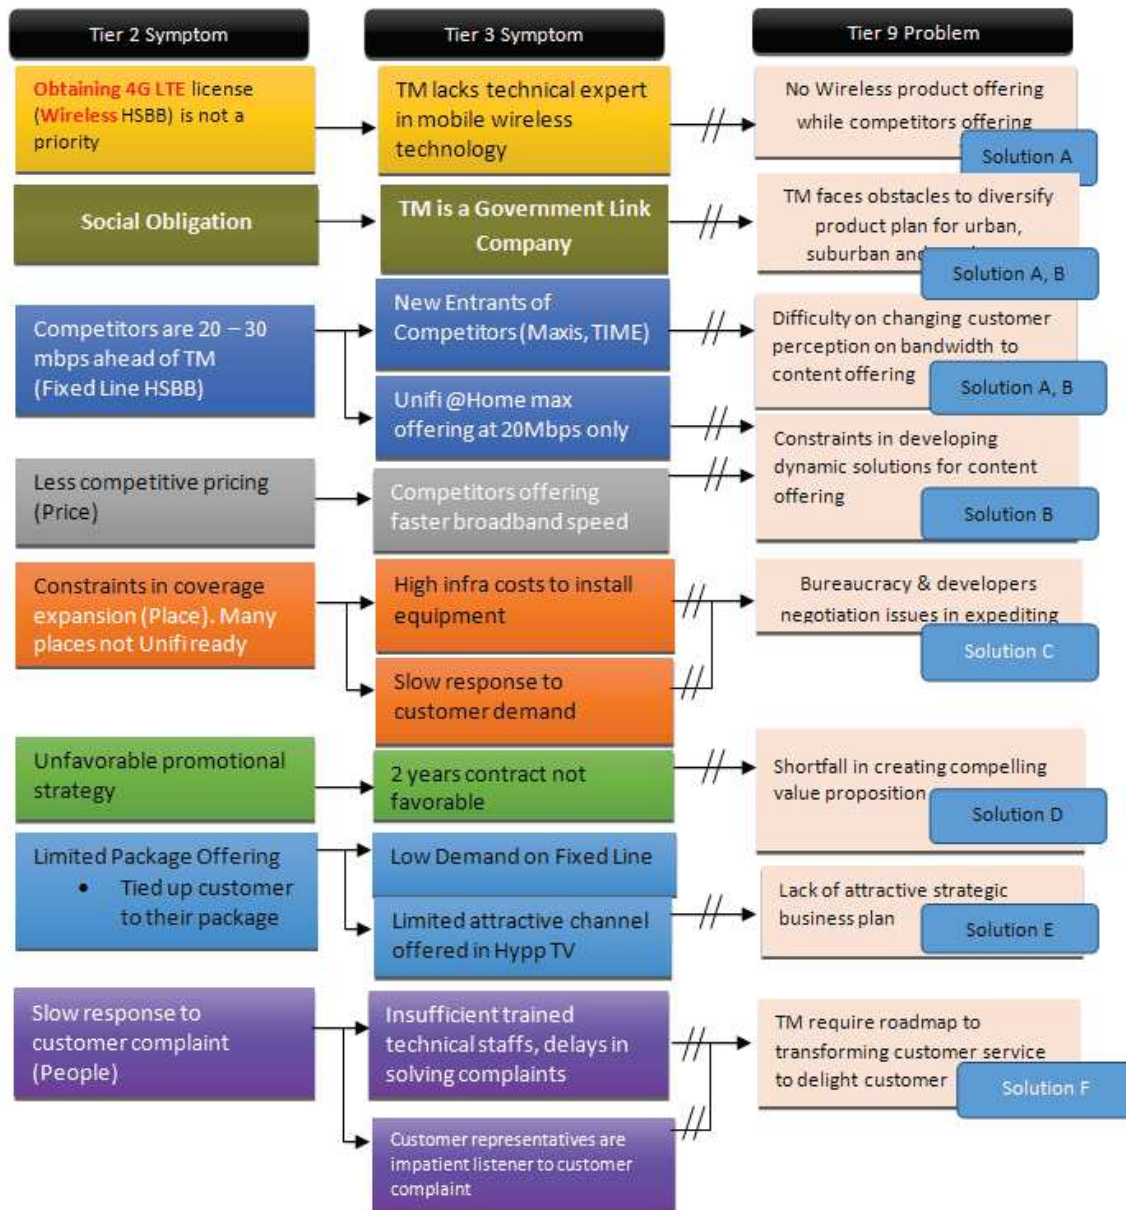 Tier 2 Symptom
Tier 3 Symptom
Tier 9 Problem
Obtaining 4G LTE license
(Wireless HSBB) is not a
priority
TM lacks technical expert
in mobile wireless
technology
No Wireless product offering
while competitors offering
Solution A
Social Obligation
TM is a Government Link
Company
TM faces obstacles to diversify
product plan for urban,
suburban and
Solution A, B
Competitors are 20 – 30
mbps ahead of TM
(Fixed Line HSBB)
New Entrants of
Competitors (Maxis, TIME)
Difficulty on changing customer
perception on bandwidth to
content offering
Solution A, B
Unifi @Home max
offering at 20Mbps only
Constraints in developing
dynamic solutions for content
offering
Solution B
Less competitive pricing
(Price)
Competitors offering
faster broadband speed
Constraints in coverage
expansion (Place). Many
places not Unifi ready
High infra costs to install
equipment
Slow response to
customer demand
Bureaucracy & developers
negotiation issues in expediting
Solution C
Unfavorable promotional
strategy
2 years contract not
favorable
Shortfall in creating compelling
value proposition
Solution D
Limited Package Offering
• Tied up customer
to their package
Low Demand on Fixed Line
Limited attractive channel
offered in Hypp TV
Lack of attractive strategic
business plan
Solution E
Slow response to
customer complaint
(People)
Insufficient trained
technical staffs, delays in
solving complaints
Customer representatives are
impatient listener to customer
complaint
TM require roadmap to
transforming customer service
to delight customer
Solution F